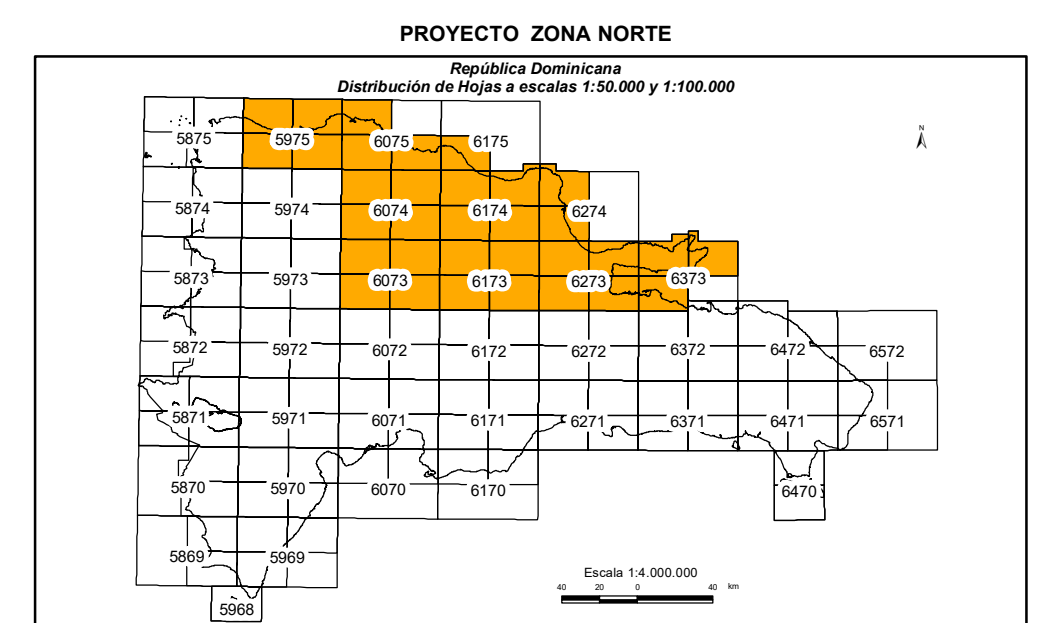 PROYECTO ZONA NORTE
República Dominicana
Distribución de Hojas a escalas 1:50.000 y 1:100.000
N
5875 5975 6075 6175
5874 5974 6074 6174 6274
5873 5973 6073 6173 6273 6373
5872 5972 6072 6172 6272 6372 6472 6572
5871 5971 6071 6171 6271 6371 6471 6571
5870 5970 6070 6170 6470
5869 5969
5968
Escala 1:4.000.000
40 20 0 40 km